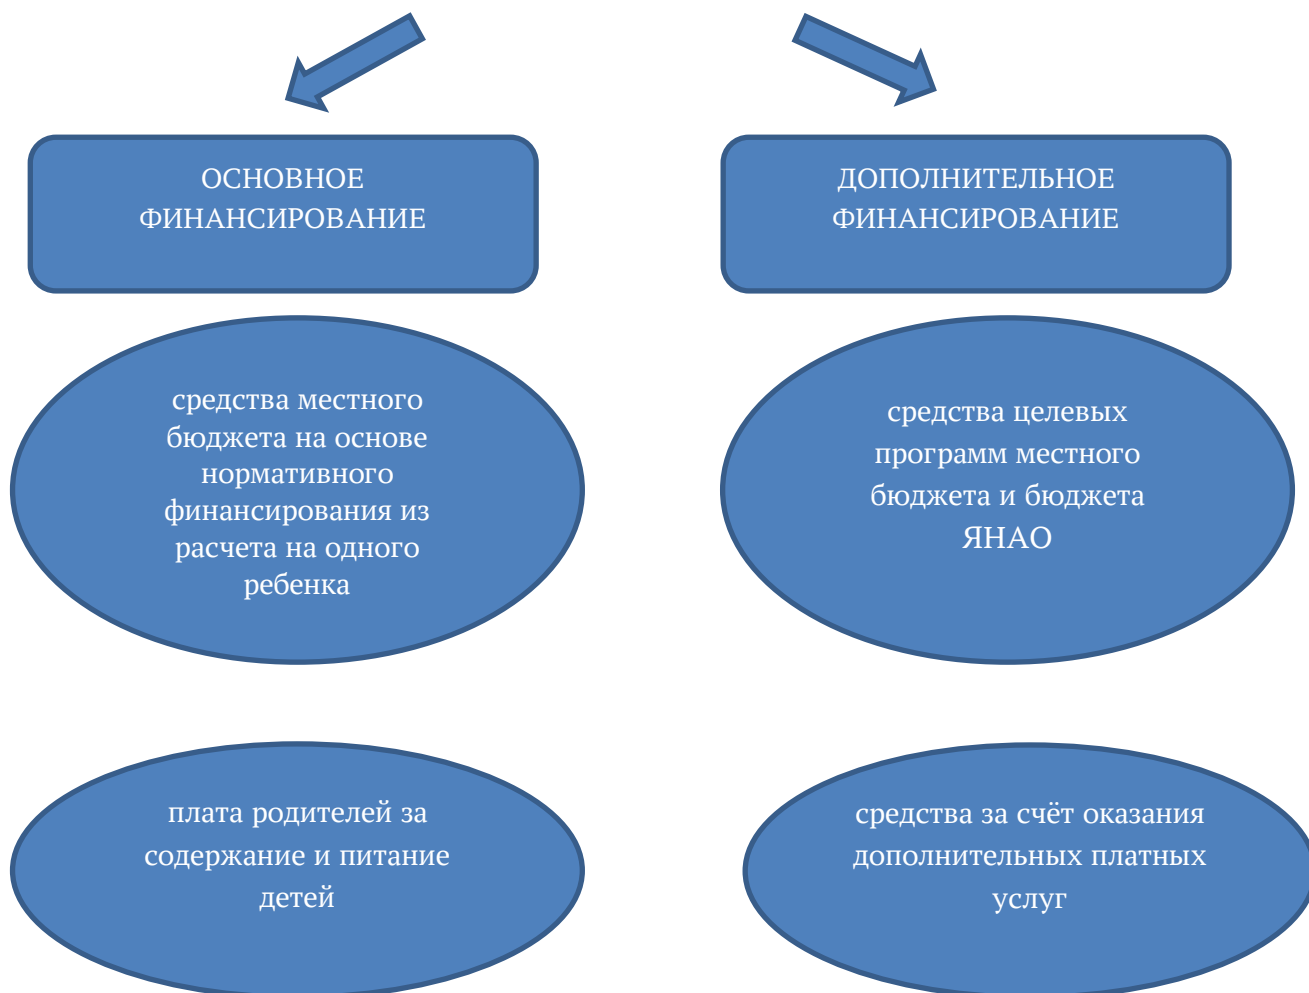 ОСНОВНОЕ
ФИНАНСИРОВАНИЕ
ДОПОЛНИТЕЛЬНОЕ
ФИНАНСИРОВАНИЕ
средства местного
бюджета на основе
нормативного
финансирования из
расчета на одного
ребенка
средства целевых
программ местного
бюджета и бюджета
ЯНАО
плата родителей за
содержание и питание
детей
средства за счёт оказания
дополнительных платных
услуг